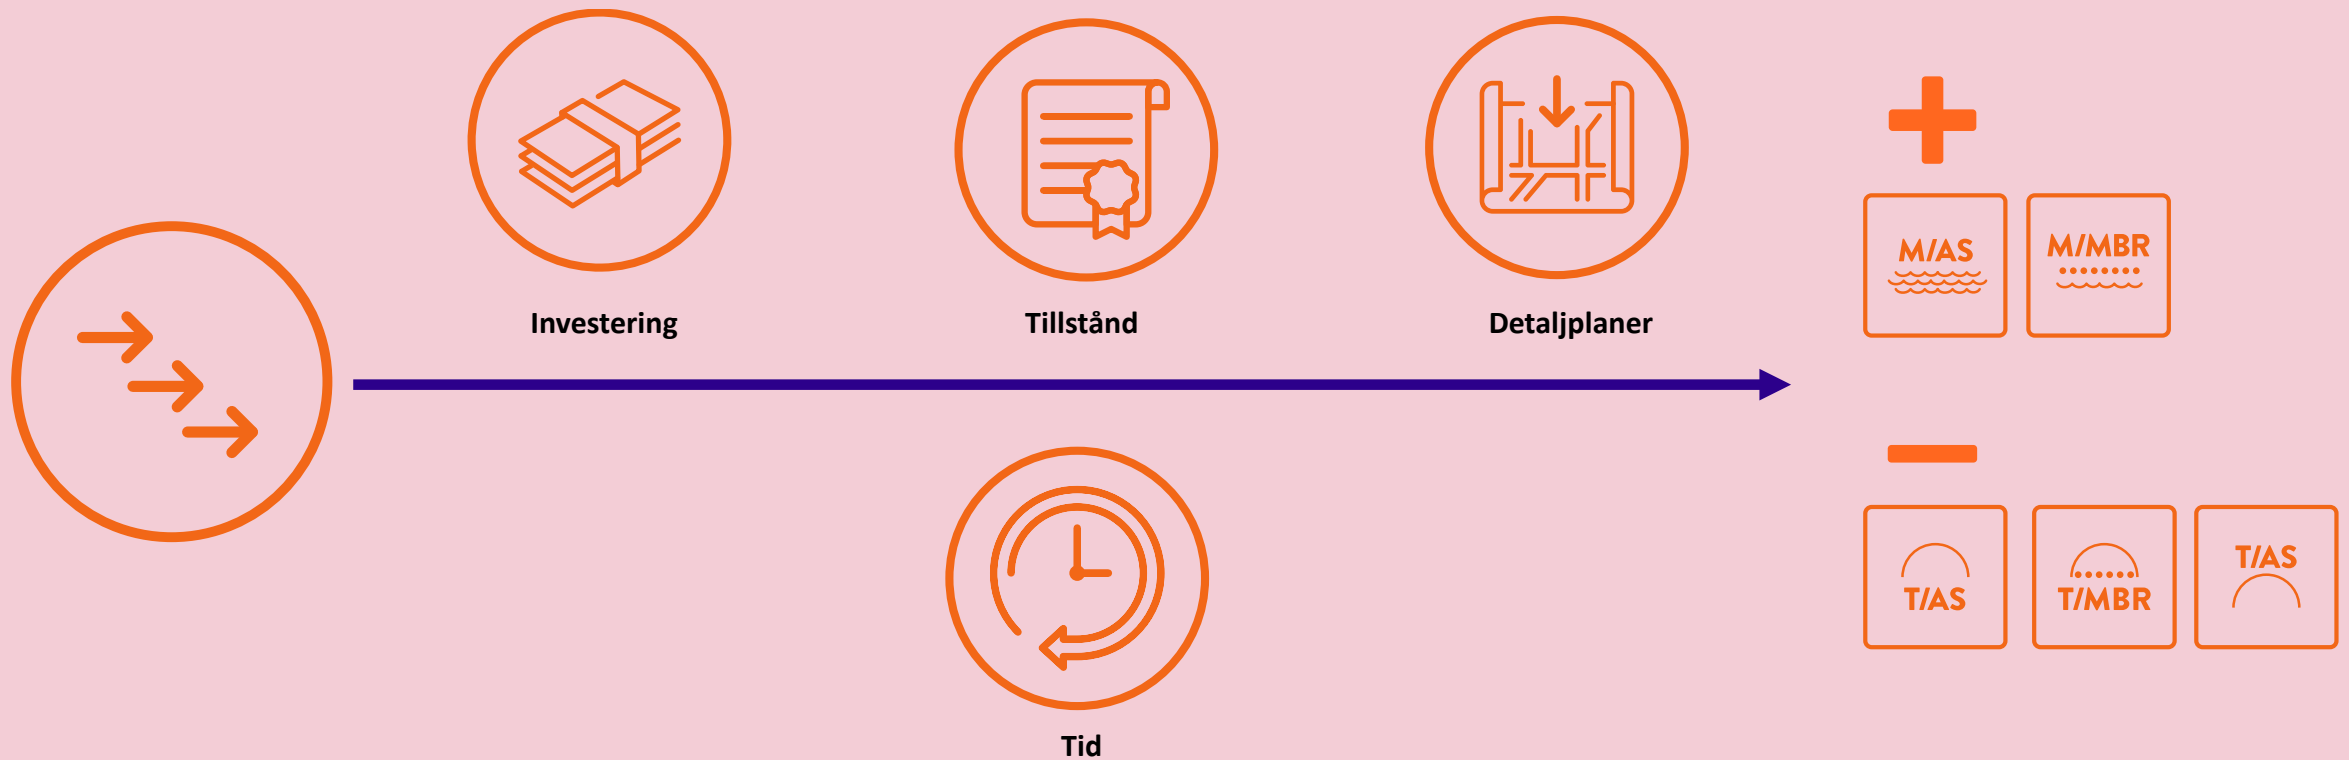 Investering
Tillstånd
Detaljplaner
M/AS
M/MBR
T/AS
T/MBR
T/AS
Tid